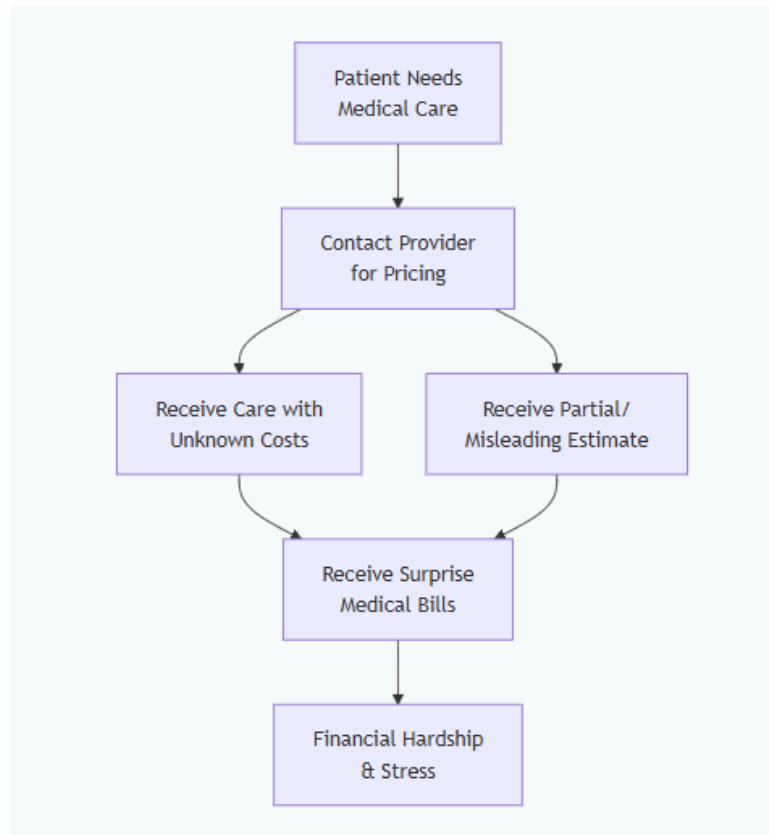 Patient Needs
Medical Care
Contact Provider
for Pricing
Receive Care with
Unknown Costs
Receive Partial/
Misleading Estimate
Receive Surprise
Medical Bills
Financial Hardship
& Stress